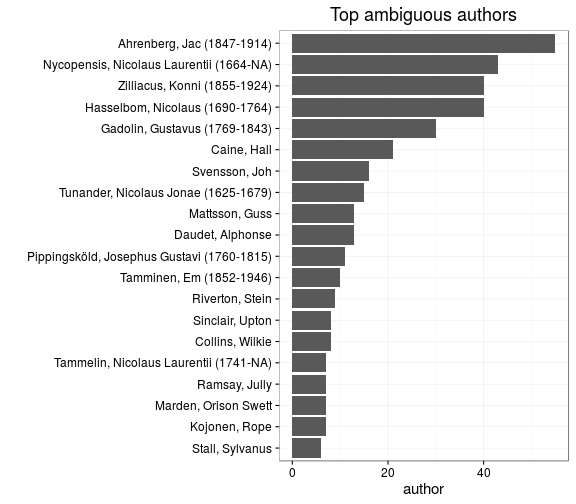 Top ambiguous authors
Ahrenberg, Jac (1847-1914)
Nycopensis, Nicolaus Laurentii (1664-NA)
Zilliacus, Konni (1855-1924)
Hasselbom, Nicolaus (1690-1764)
Gadolin, Gustavus (1769-1843)
Caine, Hall
Svensson, Joh
Tunander, Nicolaus Jonae (1625-1679)
Mattsson, Guss
Daudet, Alphonse
Pippingsköld, Josephus Gustavi (1760-1815)
Tamminen, Em (1852-1946)
Riverton, Stein
Sinclair, Upton
Collins, Wilkie
Tammelin, Nicolaus Laurentii (1741-NA)
Ramsay, Jully
Marden, Orison Swett
Kojonen, Rope
Stall, Sylvanus
0 20 40
author